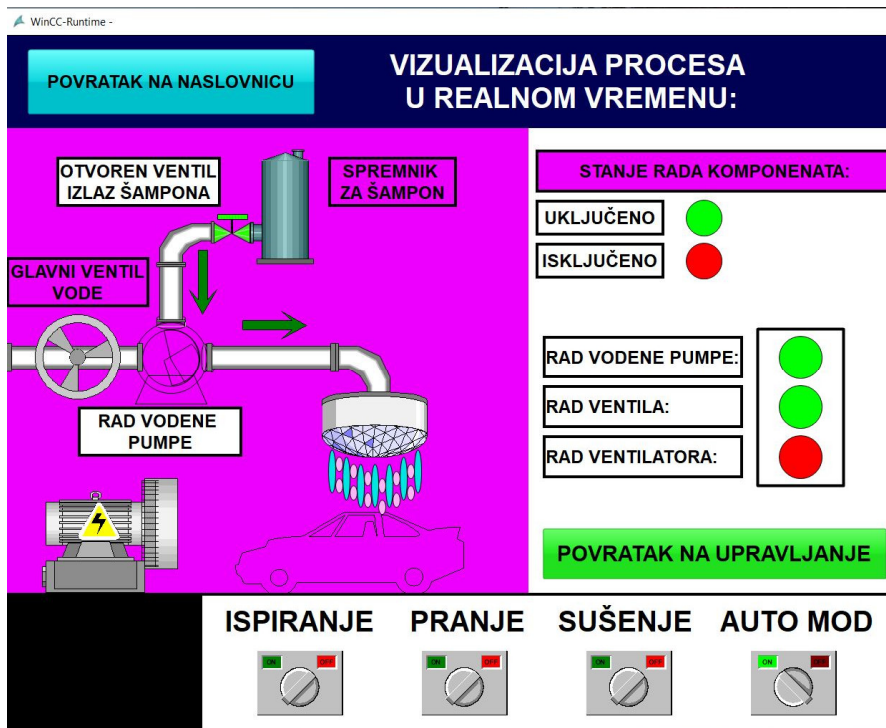 WinCC-Runtime -
POVRATAK NA NASLOVNICU
VIZUALIZACIJA PROCESA
U REALNOM VREMENU:
OTVOREN VENTIL
IZLAZ ŠAMPONA
SPREMNIK
ZA ŠAMPON
GLAVNI VENTIL
VODE
RAD VODENE
PUMPE
STANJE RADA KOMPONENATA:
UKLJUČENO
ISKLJUČENO
RAD VODENE PUMPE:
RAD VENTILA:
RAD VENTILATORA:
POVRATAK NA UPRAVLJANJE
ISPIRANJE PRANJE SUŠENJE AUTO MOD
ON OFF ON OFF ON OFF ON OFF